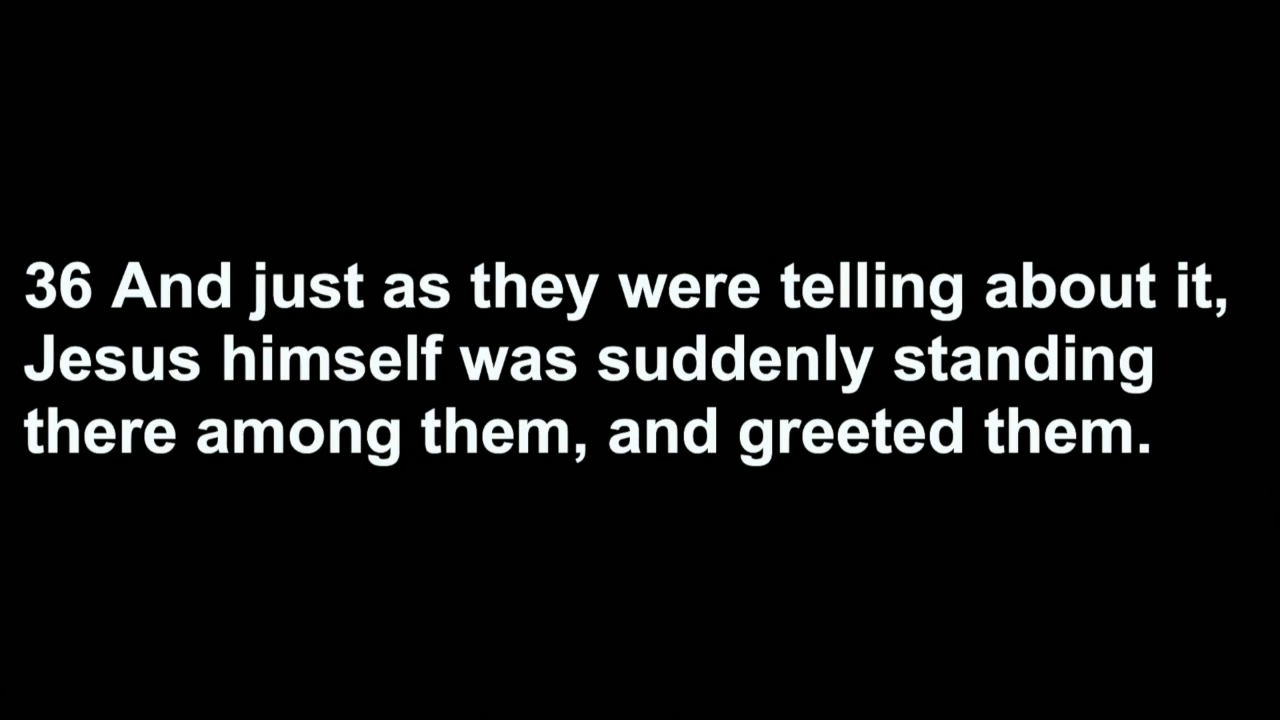 36 And just as they were telling about it,
Jesus himself was suddenly standing
there among them, and greeted them.